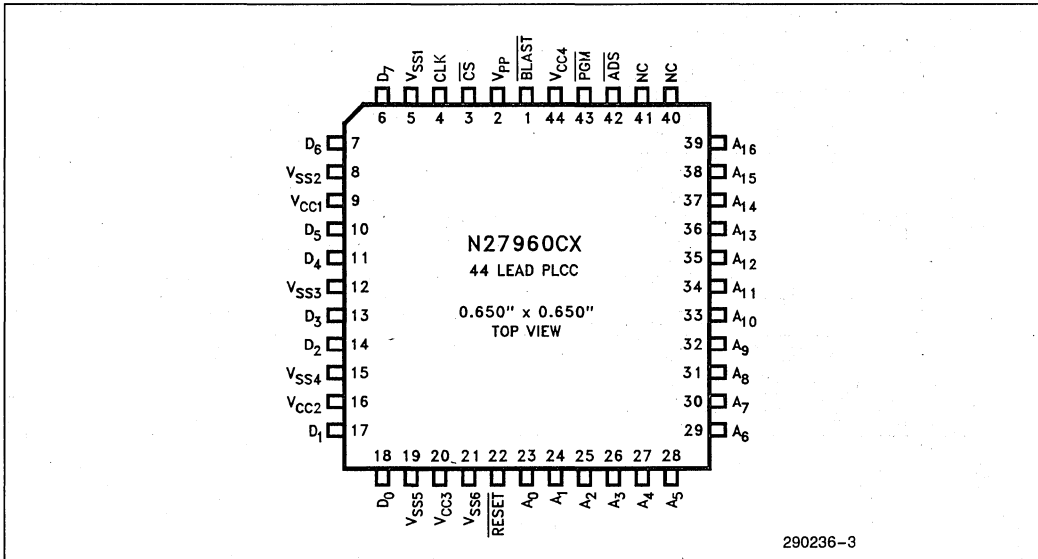 D7 VSS1 CLK CS VPP BLAST VCC4 PGM ADS NC NC
6 5 4 3 2 1 44 43 42 41 40
D6 7 39 A16
VSS2 8 38 A15
VCC1 9 37 A14
D5 10 36 A13
D4 11 35 A12
VSS3 12 34 A11
D3 13 33 A10
D2 14 32 A9
VSS4 15 31 A8
VCC2 16 30 A7
D1 17 29 A6
N27960CX
44 LEAD PLCC
0.650" x 0.650"
TOP VIEW
18 19 20 21 22 23 24 25 26 27 28
D0 VSS5 VCC3 VSS6 RESET A0 A1 A2 A3 A4 A5
290236-3